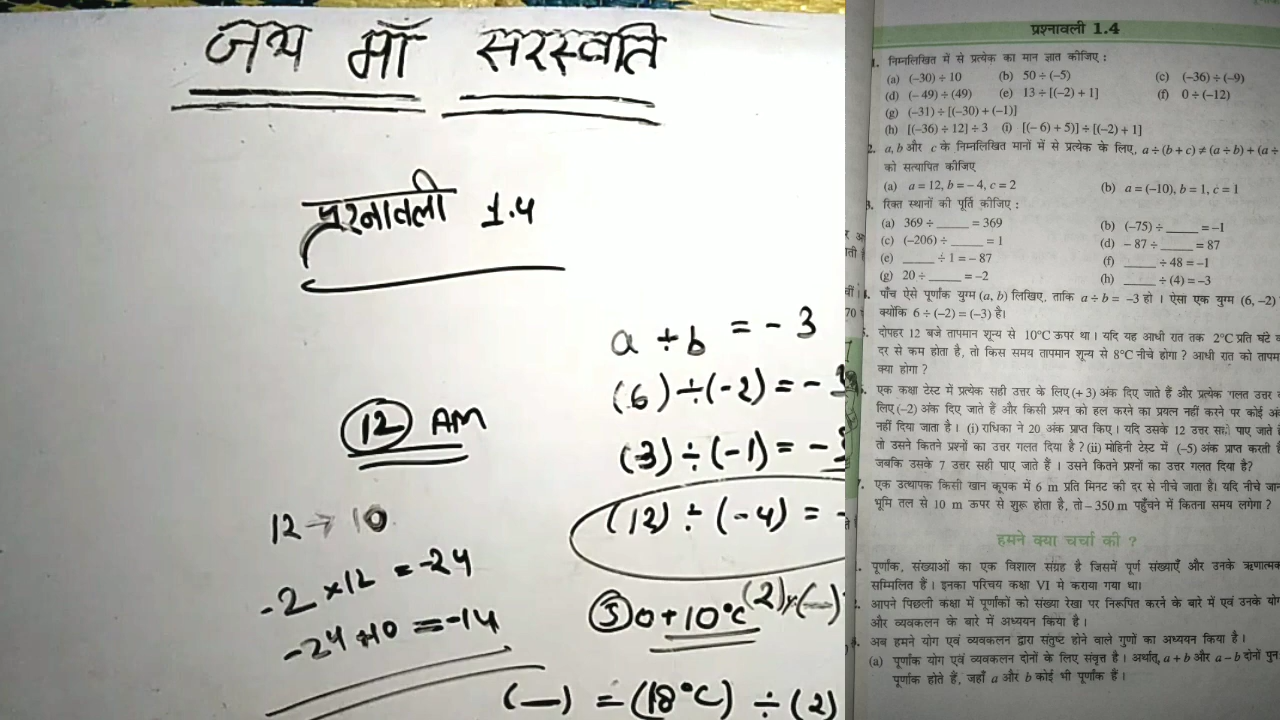 जय माँ सरस्वति
प्रश्नावली 1.4
a ÷ b = - 3
(6) ÷ (-2) = -
(3) ÷ (-1) = -
(12) ÷ (-4) = -
12 AM
12 → 10
-2 × 12 = -24
-24 +10 = -14
⑤ 0+10°C (2)×(—)
(—) = (18°C) ÷ (2)
प्रश्नावली 1.4
निम्नलिखित में से प्रत्येक का मान ज्ञात कीजिए :
(a) (–30) ÷ 10 (b) 50 ÷ (–5) (c) (–36) ÷ (–9)
(d) (– 49) ÷ (49) (e) 13 ÷ [(–2) + 1] (f) 0 ÷ (–12)
(g) (–31) ÷ [(–30) + (–1)]
(h) [(–36) ÷ 12] ÷ 3 (i) [(– 6) + 5)] ÷ [(–2) + 1]
2. a, b और c के निम्नलिखित मानों में से प्रत्येक के लिए, a ÷ (b + c) ≠ (a ÷ b) + (a ÷
को सत्यापित कीजिए
(a) a = 12, b = – 4, c = 2 (b) a = (–10), b = 1, c = 1
3. रिक्त स्थानों की पूर्ति कीजिए :
(a) 369 ÷ _____ = 369 (b) (–75) ÷ _____ = –1
(c) (–206) ÷ _____ = 1 (d) – 87 ÷ _____ = 87
(e) _____ ÷ 1 = – 87 (f) _____ ÷ 48 = –1
(g) 20 ÷ _____ = –2 (h) _____ ÷ (4) = –3
पाँच ऐसे पूर्णांक युग्म (a, b) लिखिए, ताकि a ÷ b = –3 हो । ऐसा एक युग्म (6, –2)
क्योंकि 6 ÷ (–2) = (–3) है।
दोपहर 12 बजे तापमान शून्य से 10°C ऊपर था। यदि यह आधी रात तक 2°C प्रति घंटे
दर से कम होता है, तो किस समय तापमान शून्य से 8°C नीचे होगा ? आधी रात को तापम
क्या होगा ?
एक कक्षा टेस्ट में प्रत्येक सही उत्तर के लिए (+ 3) अंक दिए जाते हैं और प्रत्येक गलत उत्तर
लिए (–2) अंक दिए जाते हैं और किसी प्रश्न को हल करने का प्रयत्न नहीं करने पर कोई
नहीं दिया जाता है। (i) राधिका ने 20 अंक प्राप्त किए। यदि उसके 12 उत्तर सही पाए जाते
तो उसने कितने प्रश्नों का उत्तर गलत दिया है ? (ii) मोहिनी टेस्ट में (–5) अंक प्राप्त करती
जबकि उसके 7 उत्तर सही पाए जाते हैं । उसने कितने प्रश्नों का उत्तर गलत दिया है?
एक उत्थापक किसी खान कूपक में 6 m प्रति मिनट की दर से नीचे जाता है। यदि नीचे जान
भूमि तल से 10 m ऊपर से शुरू होता है, तो – 350 m पहुँचने में कितना समय लगेगा ?
हमने क्या चर्चा की ?
पूर्णांक, संख्याओं का एक विशाल संग्रह है जिसमें पूर्ण संख्याएँ और उनके ऋणात्मक
सम्मिलित हैं। इनका परिचय कक्षा VI मे कराया गया था।
आपने पिछली कक्षा में पूर्णांकों को संख्या रेखा पर निरूपित करने के बारे में एवं उनके यो
और व्यवकलन के बारे में अध्ययन किया है।
अब हमने योग एवं व्यवकलन द्वारा संतुष्ट होने वाले गुणों का अध्ययन किया है।
(a) पूर्णांक योग एवं व्यवकलन दोनों के लिए संवृत्त है। अर्थात्, a + b और a – b दोनों पुन
पूर्णांक होते हैं, जहाँ a और b कोई भी पूर्णांक हैं।